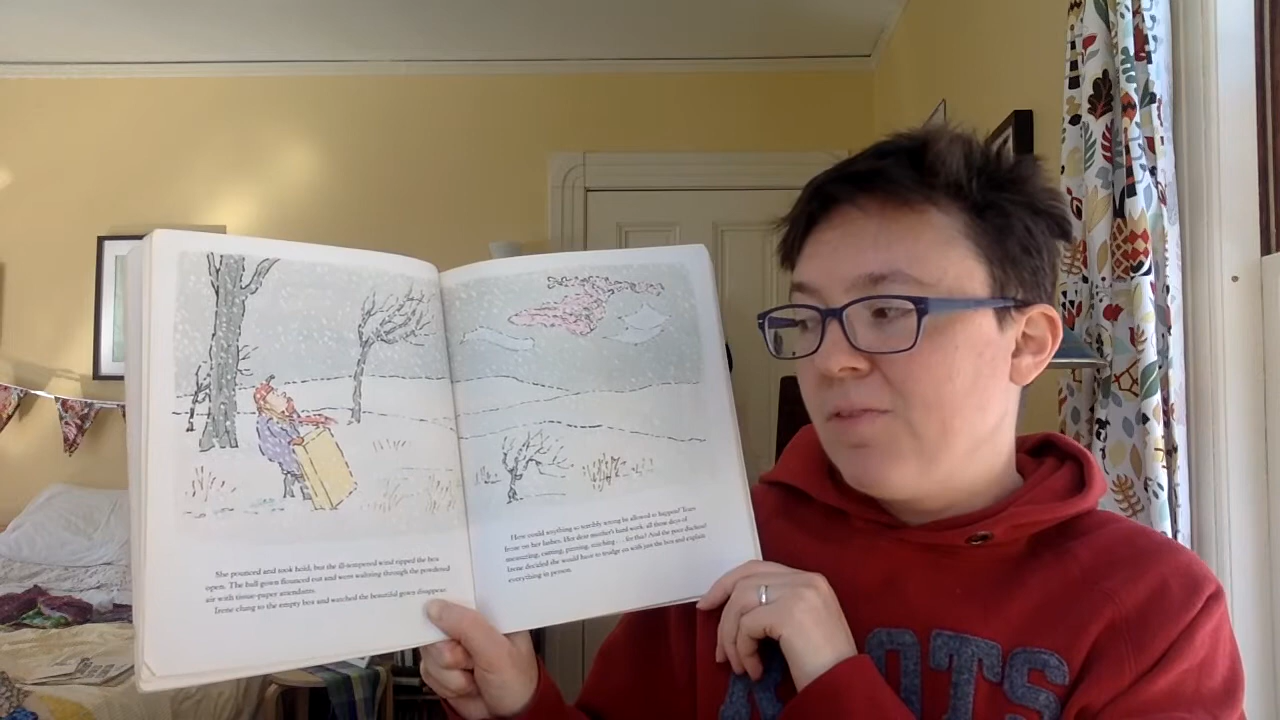 She pounced and took hold, but the ill-tempered wind ripped the box
open. The ball gown flounced out and went waltzing through the powdered
air with tissue-paper attendants.
Irene clung to the empty box and watched the beautiful gown disappear.
How could anything so terribly wrong be allowed to happen? Tears
froze on her lashes. Her dear mother's hard work, all those days of
measuring, cutting, pinning, stitching . . . for this? And the poor duchess!
Irene decided she would have to trudge on with just the box and explain
everything in person.
OTS